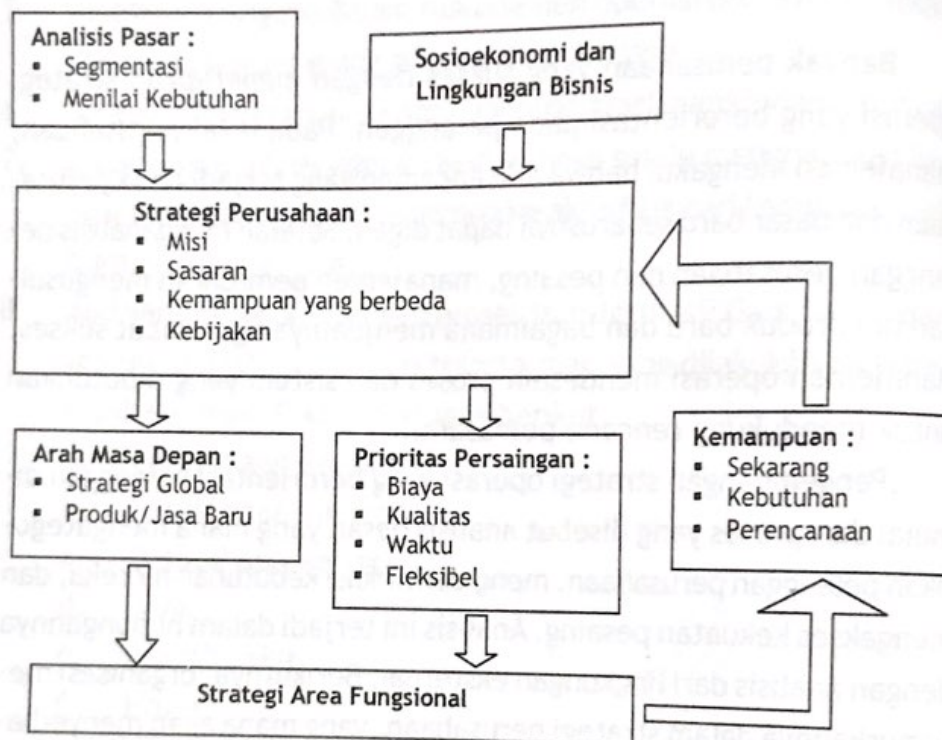 Analisis Pasar :
▪ Segmentasi
▪ Menilai Kebutuhan
Sosioekonomi dan
Lingkungan Bisnis
Strategi Perusahaan :
▪ Misi
▪ Sasaran
▪ Kemampuan yang berbeda
▪ Kebijakan
Arah Masa Depan :
▪ Strategi Global
▪ Produk/Jasa Baru
Prioritas Persaingan :
▪ Biaya
▪ Kualitas
▪ Waktu
▪ Fleksibel
Kemampuan :
▪ Sekarang
▪ Kebutuhan
▪ Perencanaan
Strategi Area Fungsional